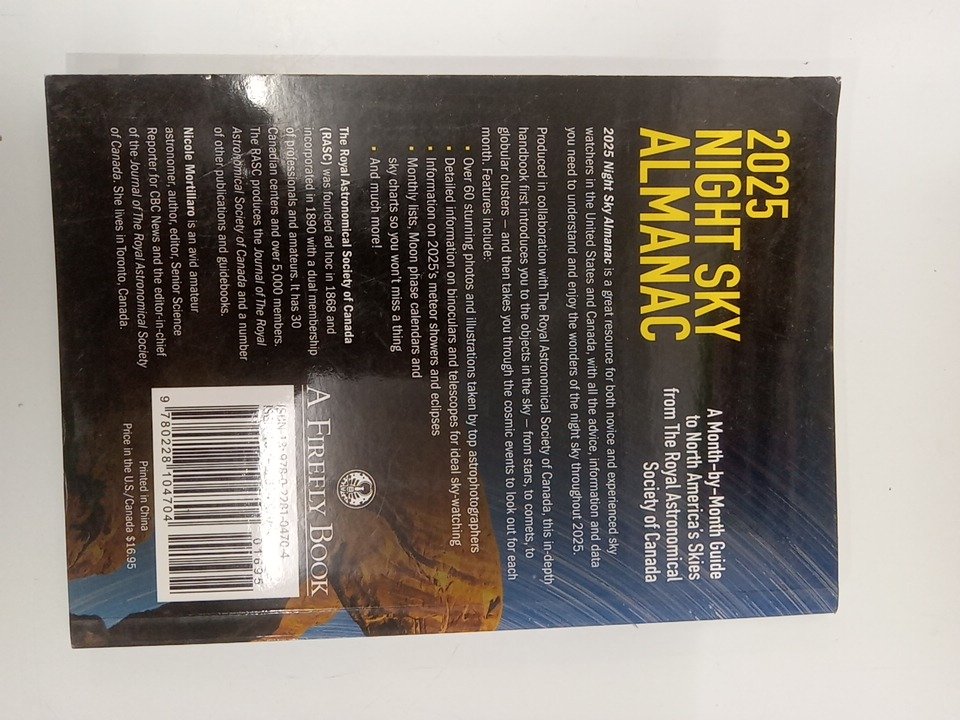 2025
NIGHT SKY
ALMANAC
A Month-by-Month Guide
to North America's Skies
from The Royal Astronomical
Society of Canada
2025 Night Sky Almanac is a great resource for both novice and experienced sky
watchers in the United States and Canada, with all the advice, information and data
you need to understand and enjoy the wonders of the night sky throughout 2025.
Produced in collaboration with The Royal Astronomical Society of Canada, this in-depth
handbook first introduces you to the objects in the sky — from stars, to comets, to
globular clusters — and then takes you through the cosmic events to look out for each
month. Features include:
• Over 60 stunning photos and illustrations taken by top astrophotographers
• Detailed information on binoculars and telescopes for ideal sky-watching
• Information on 2025's meteor showers and eclipses
• Monthly lists, Moon phase calendars and
sky charts so you won't miss a thing
• And much more!
The Royal Astronomical Society of Canada
(RASC) was founded ad hoc in 1868 and
incorporated in 1890 with a dual membership
of professionals and amateurs. It has 30
Canadian centers and over 5,000 members.
The RASC produces the Journal of The Royal
Astronomical Society of Canada and a number
of other publications and guidebooks.
Nicole Mortillaro is an avid amateur
astronomer, author, editor, Senior Science
Reporter for CBC News and the editor-in-chief
of the Journal of The Royal Astronomical Society
of Canada. She lives in Toronto, Canada.
A FIREFLY BOOK
ISBN-13: 978-0-2281-0470-4
01695
9 780228 104704
Printed in China
Price in the U.S./Canada $16.95